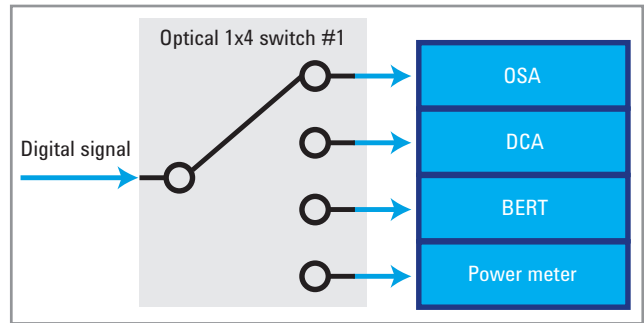 Optical 1x4 switch #1
Digital signal
OSA
DCA
BERT
Power meter